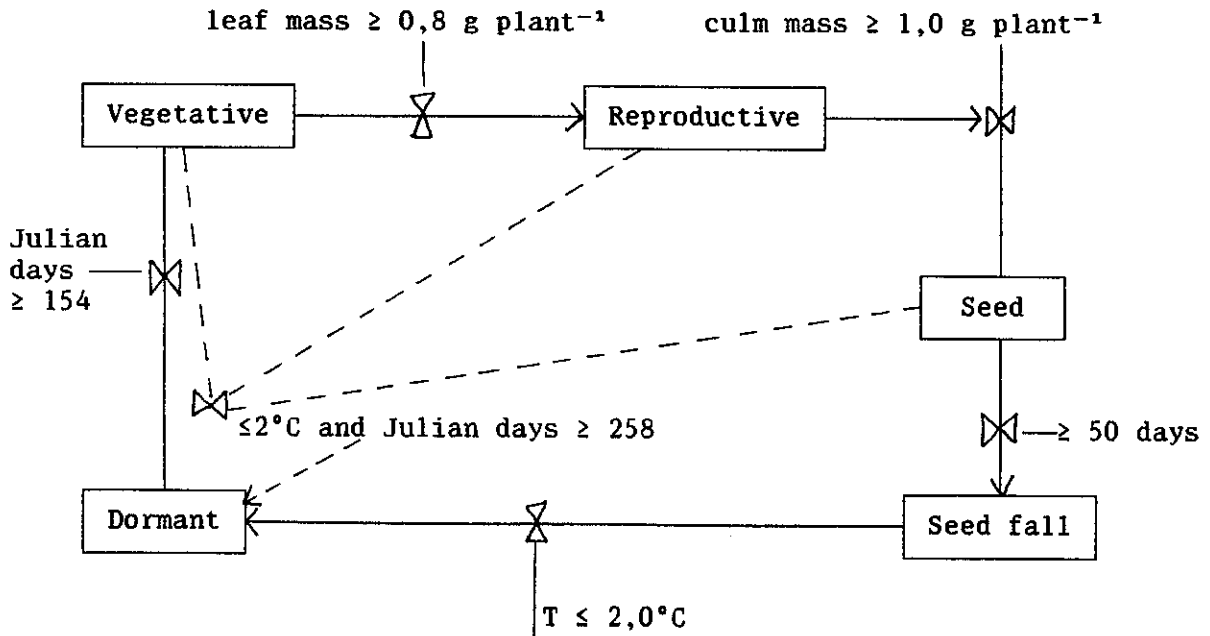 leaf mass ≥ 0,8 g plant⁻¹
culm mass ≥ 1,0 g plant⁻¹
Vegetative
Reproductive
Julian
days
≥ 154
Seed
≤2°C and Julian days ≥ 258
≥ 50 days
Dormant
Seed fall
T ≤ 2,0°C